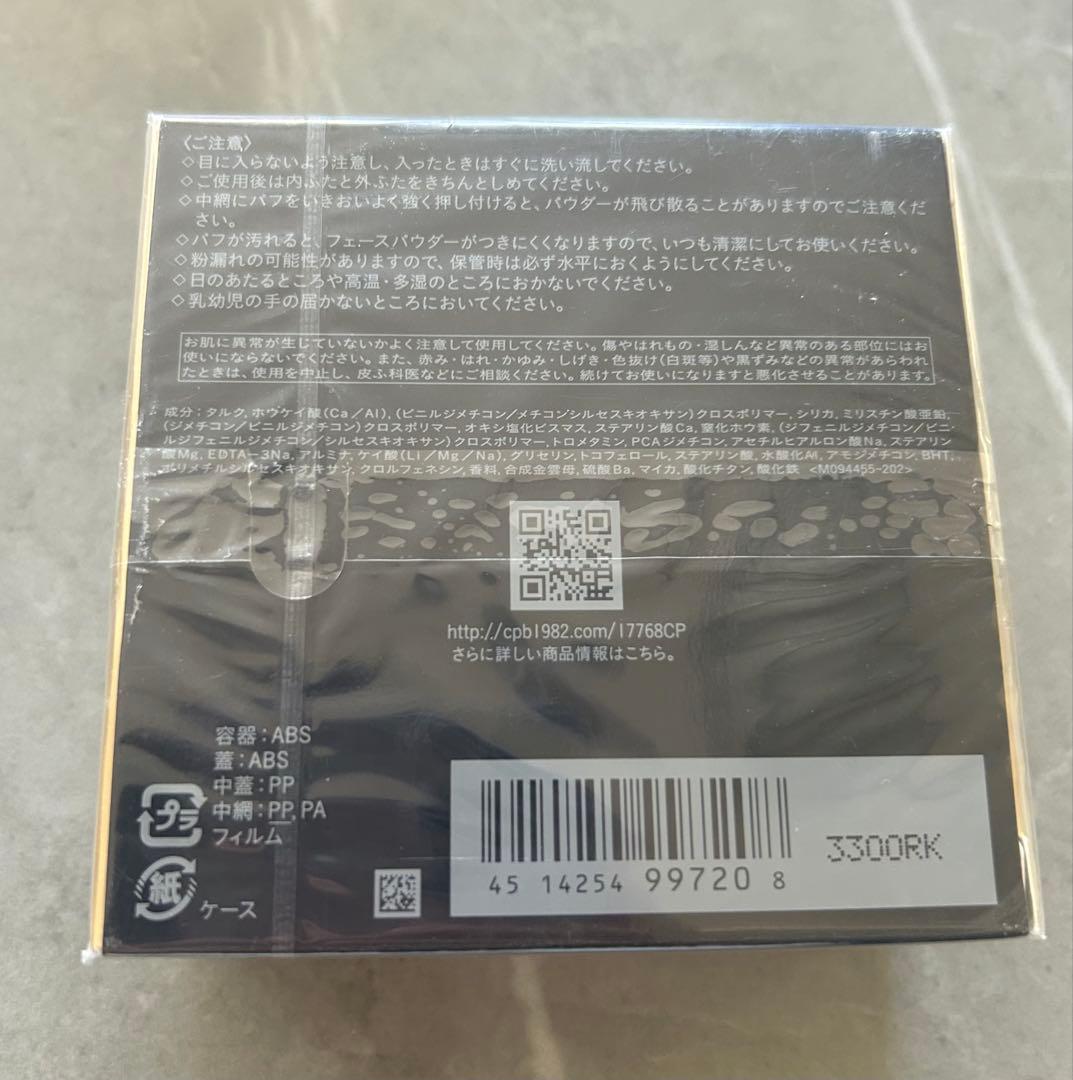 〈ご注意〉
◇目に入らないよう注意し、入ったときはすぐに洗い流してください。
◇ご使用後は内ふたと外ふたをきちんとしめてください。
◇中網にパフをいきおいよく強く押し付けると、パウダーが飛び散ることがありますのでご注意くだ
さい。
◇パフが汚れると、フェースパウダーがつきにくくなりますので、いつも清潔にしてお使いください。
◇粉漏れの可能性がありますので、保管時は必ず水平におくようにしてください。
◇日のあたるところや高温・多湿のところにおかないでください。
◇乳幼児の手の届かないところにおいてください。
お肌に異常が生じていないかよく注意して使用してください。傷やはれもの・湿しんなど異常のある部位にはお
使いにならないでください。また、赤み・はれ・かゆみ・しげき・色抜け(白斑等)や黒ずみなどの異常があらわれ
たときは、使用を中止し、皮ふ科医などにご相談ください。続けてお使いになりますと悪化することがあります。
成分：タルク, ホウケイ酸(Ca／Al), (ビニルジメチコン／メチコンシルセスキオキサン)クロスポリマー, シリカ, ミリスチン酸亜鉛,
(ジメチコン／ビニルジメチコン)クロスポリマー, オキシ塩化ビスマス, ステアリン酸Ca, 窒化ホウ素, (ジフェニルジメチコン／ビニ
ルジフェニルジメチコン／シルセスキオキサン)クロスポリマー, トロメタミン, PCAジメチコン, アセチルヒアルロン酸Na, ステアリン
酸Mg, EDTA－3Na, アルミナ, ケイ酸(Li／Mg／Na), グリセリン, トコフェロール, ステアリン酸, 水酸化Al, アモジメチコン, BHT,
ポリメチルシルセスキオキサン, クロルフェネシン, 香料, 合成金雲母, 硫酸Ba, マイカ, 酸化チタン, 酸化鉄 <M094455-202>
http://cpb1982.com/17768CP
さらに詳しい商品情報はこちら。
容器：ABS
蓋：ABS
中蓋：PP
中網：PP, PA
フィルム
プラ
紙
ケース
45 14254 99720 8
3300RK